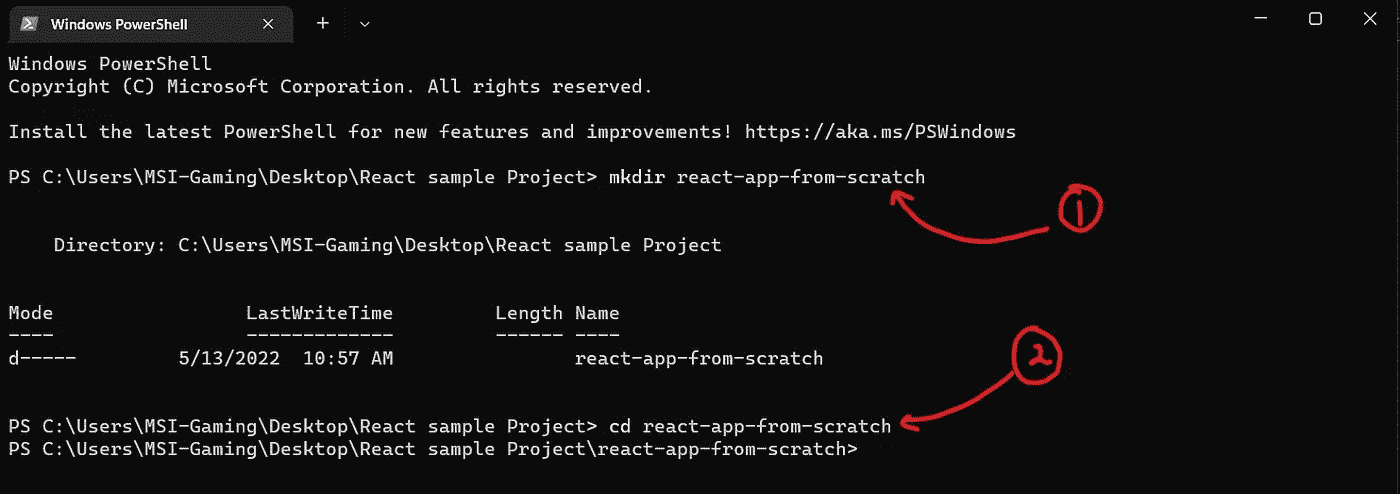 Windows PowerShell
Windows PowerShell
Copyright (C) Microsoft Corporation. All rights reserved.
Install the latest PowerShell for new features and improvements! https://aka.ms/PSWindows
PS C:\Users\MSI-Gaming\Desktop\React sample Project> mkdir react-app-from-scratch
1
Directory: C:\Users\MSI-Gaming\Desktop\React sample Project
Mode                 LastWriteTime         Length Name
----                 -------------         ------ ----
d-----         5/13/2022  10:57 AM                react-app-from-scratch
2
PS C:\Users\MSI-Gaming\Desktop\React sample Project> cd react-app-from-scratch
PS C:\Users\MSI-Gaming\Desktop\React sample Project\react-app-from-scratch>